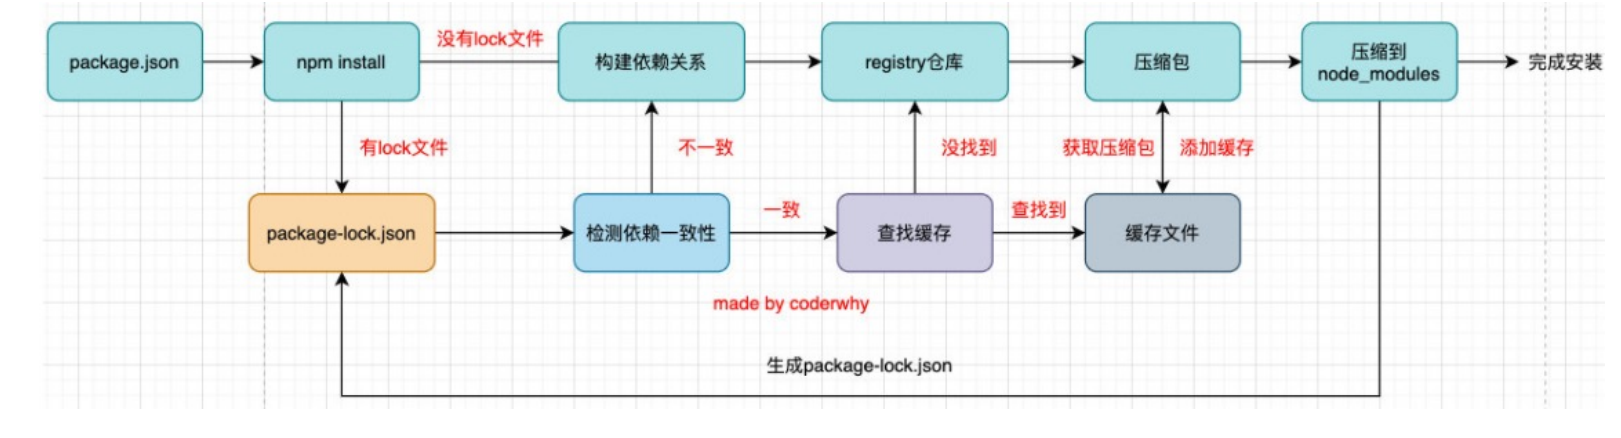 package.json
npm install
没有lock文件
构建依赖关系
registry仓库
压缩包
压缩到
node_modules
完成安装
有lock文件
不一致
没找到
获取压缩包
添加缓存
package-lock.json
检测依赖一致性
一致
查找缓存
查找到
缓存文件
made by coderwhy
生成package-lock.json